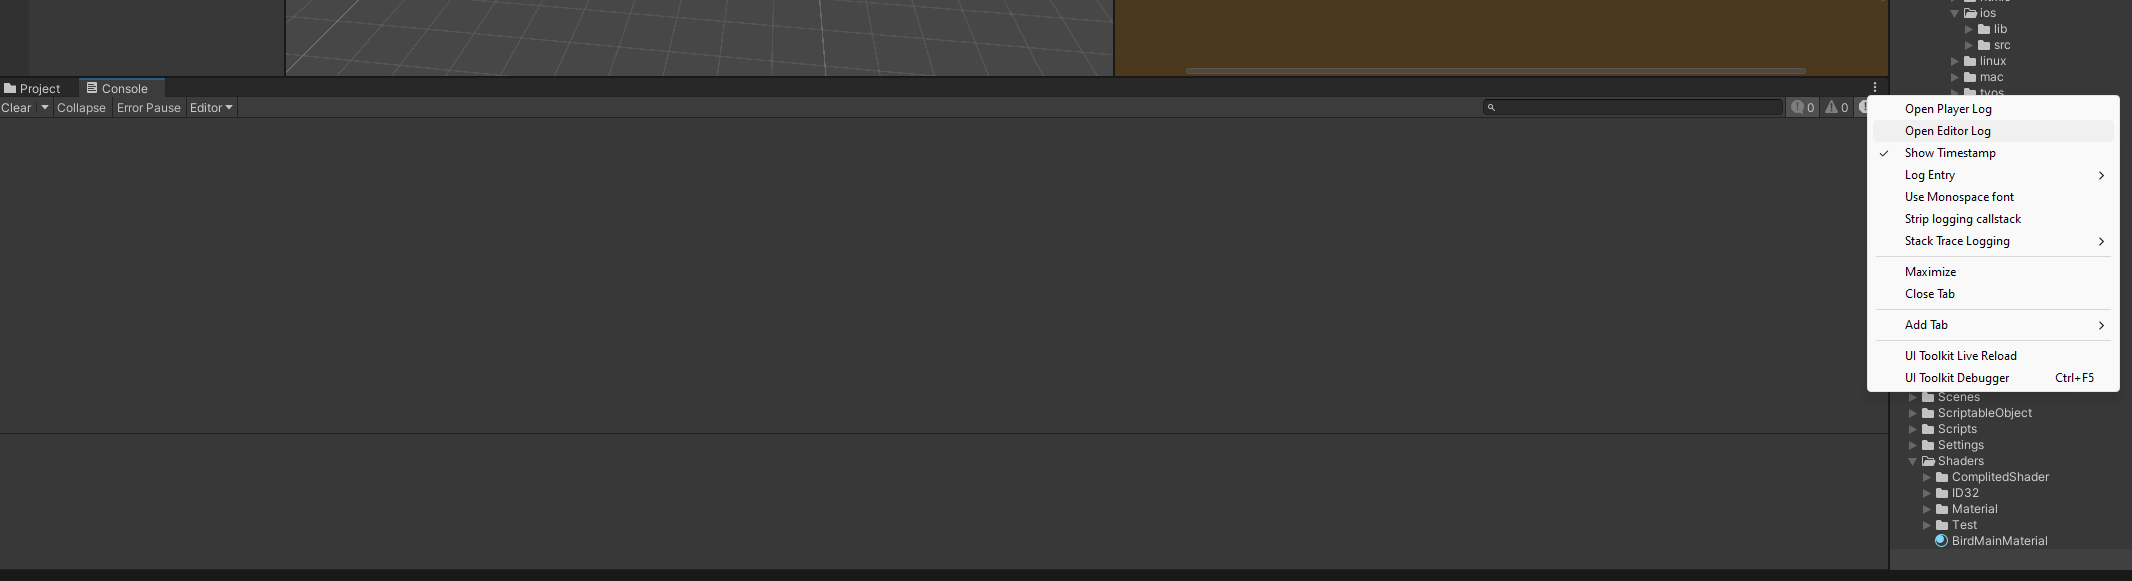 ios
lib
src
linux
mac
Project
Console
Clear
Collapse
Error Pause
Editor
0
0
Open Player Log
Open Editor Log
Show Timestamp
Log Entry
Use Monospace font
Strip logging callstack
Stack Trace Logging
Maximize
Close Tab
Add Tab
UI Toolkit Live Reload
UI Toolkit Debugger Ctrl+F5
Scenes
ScriptableObject
Scripts
Settings
Shaders
ComplitedShader
ID32
Material
Test
BirdMainMaterial